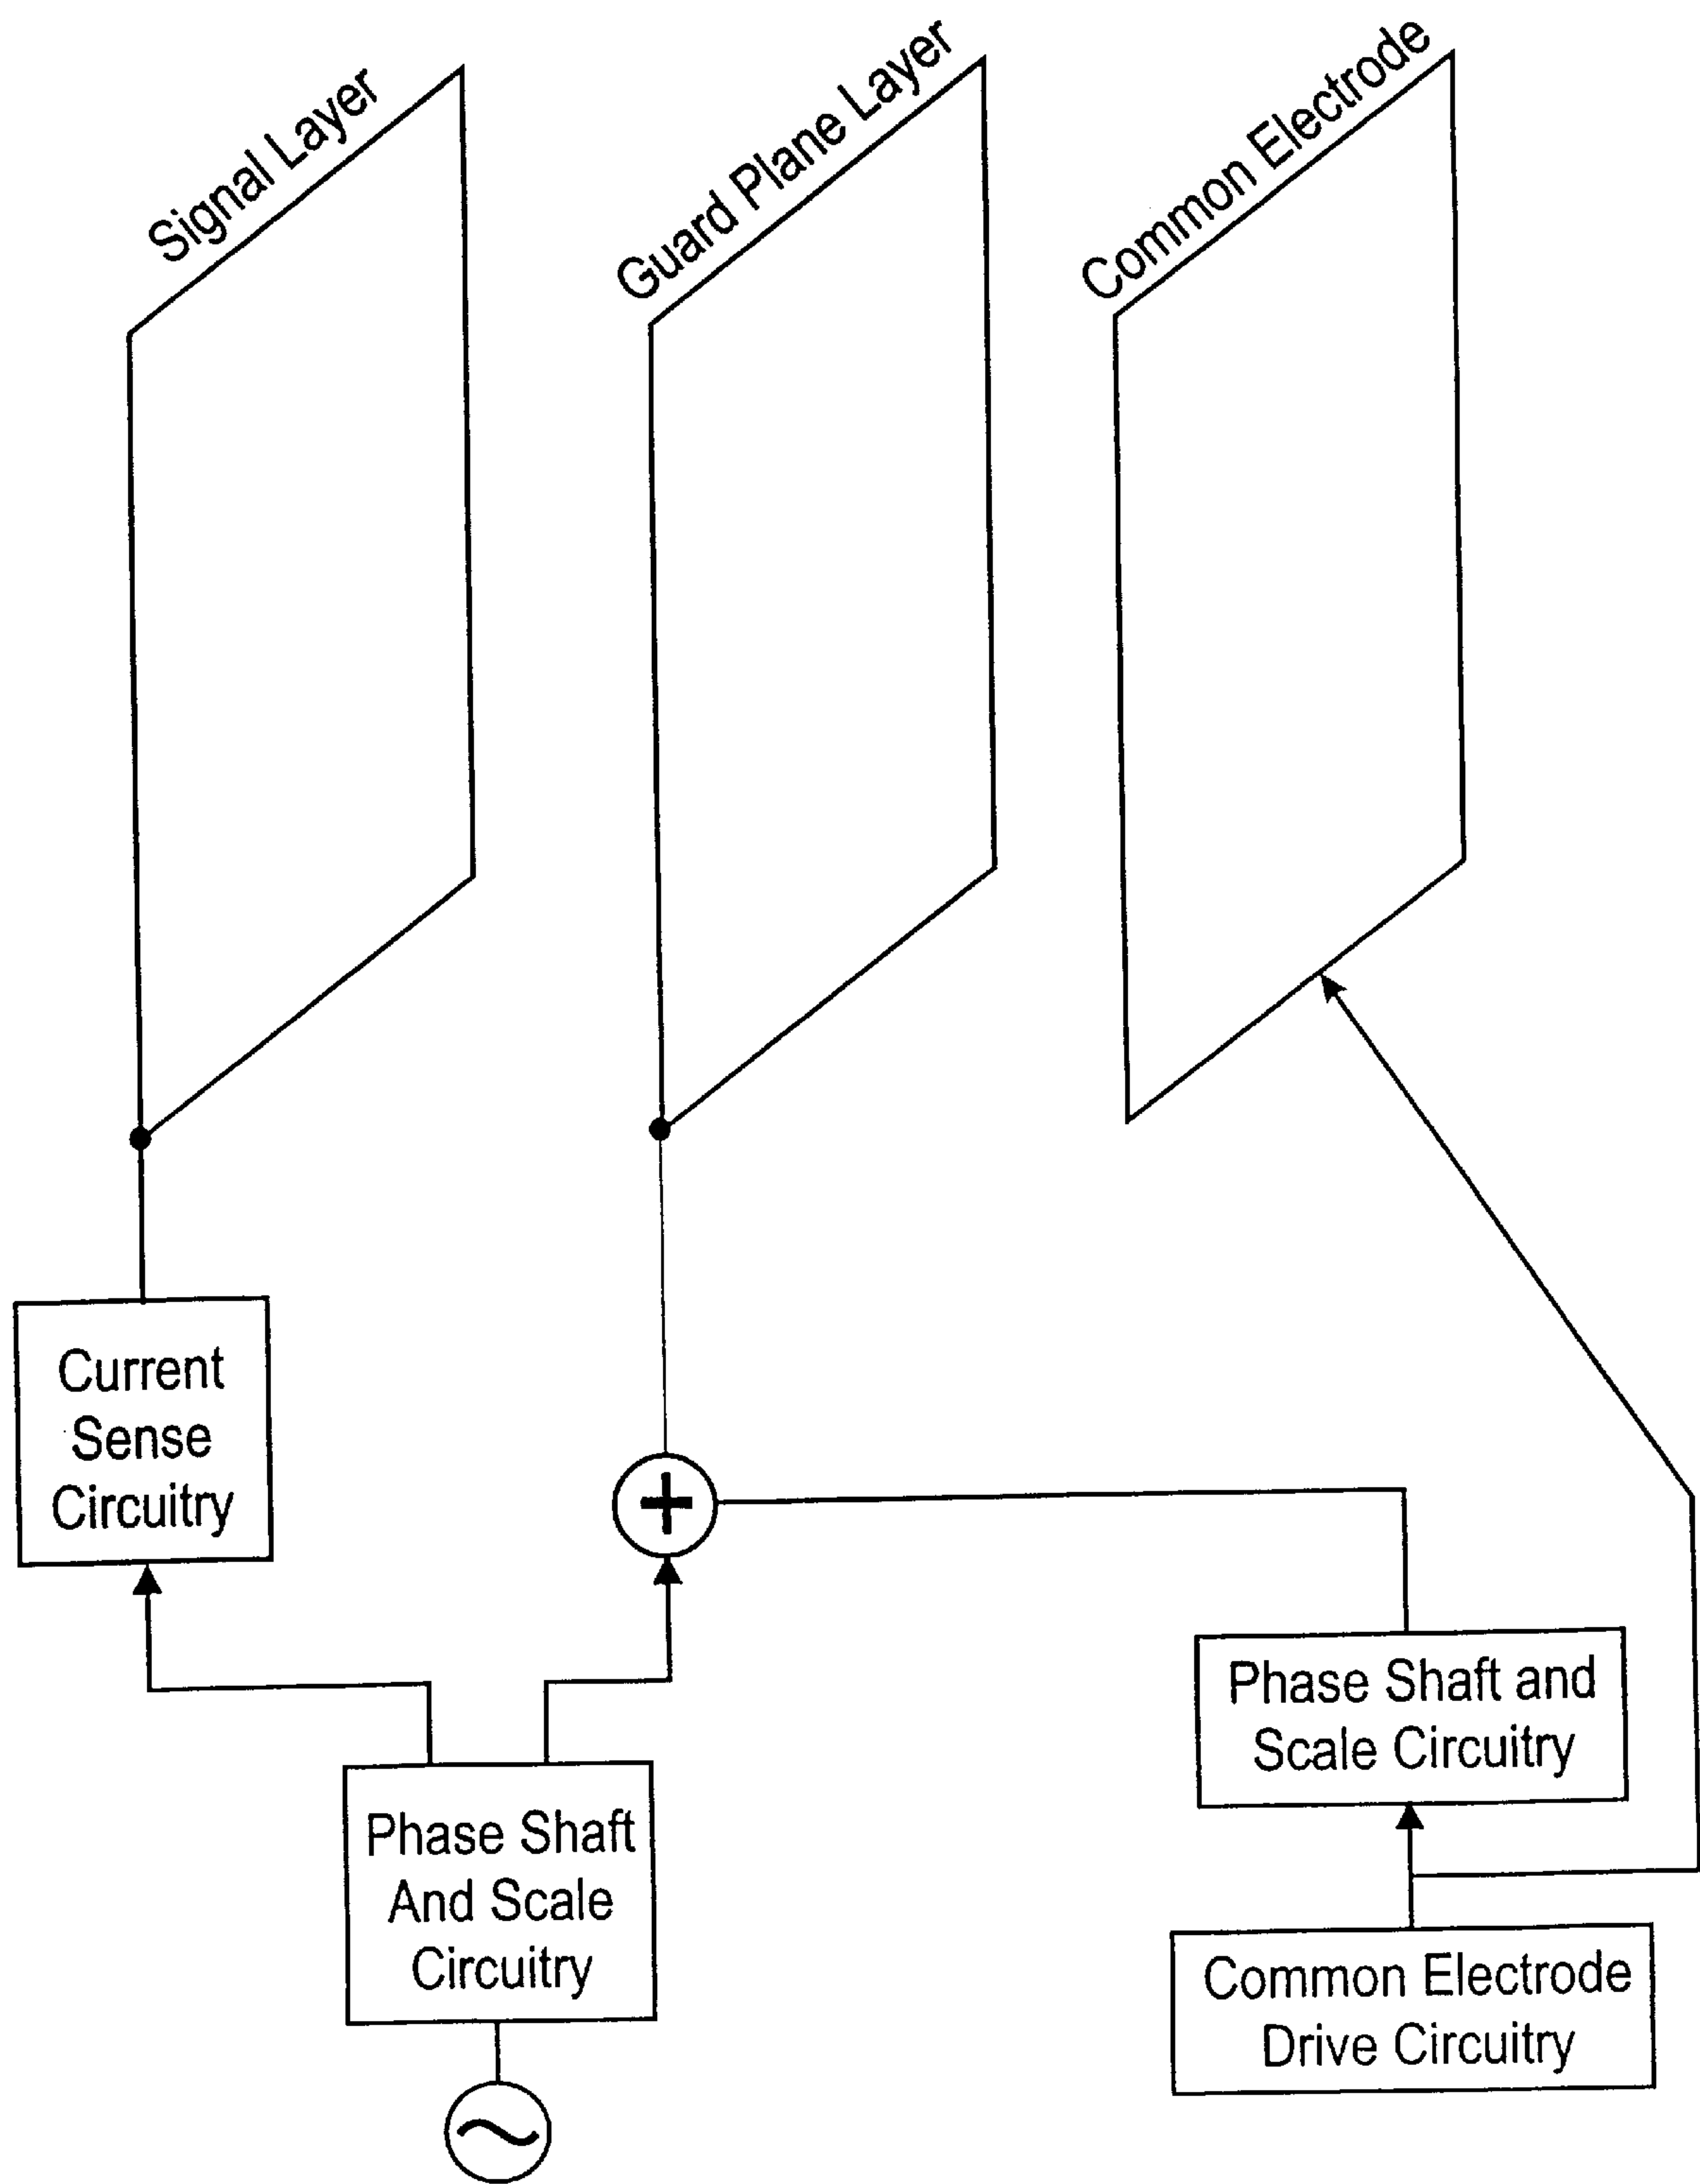 Signal Layer
Guard Plane Layer
Common Electrode
Current
Sense
Circuitry
Phase Shaft and
Scale Circuitry
Phase Shaft
And Scale
Circuitry
Common Electrode
Drive Circuitry